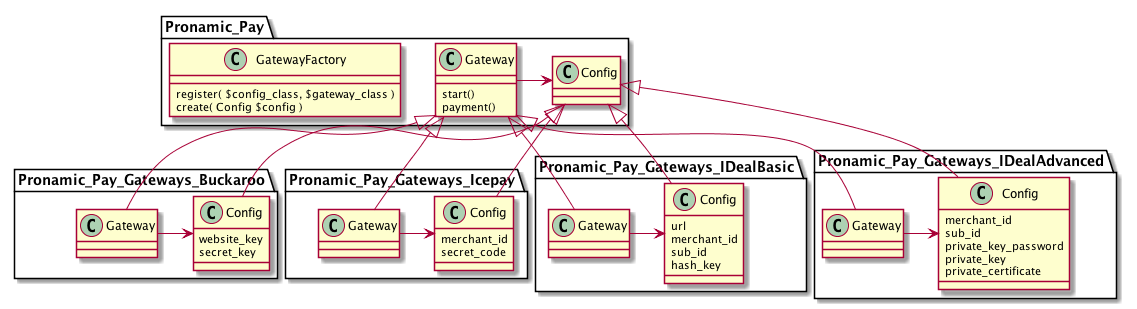 Pronamic_Pay
C GatewayFactory
register( $config_class, $gateway_class )
create( Config $config )
C Gateway
start()
payment()
C Config
Pronamic_Pay_Gateways_Buckaroo
C Gateway
C Config
website_key
secret_key
Pronamic_Pay_Gateways_Icepay
C Gateway
C Config
merchant_id
secret_code
Pronamic_Pay_Gateways_IDealBasic
C Gateway
C Config
url
merchant_id
sub_id
hash_key
Pronamic_Pay_Gateways_IDealAdvanced
C Gateway
C Config
merchant_id
sub_id
private_key_password
private_key
private_certificate